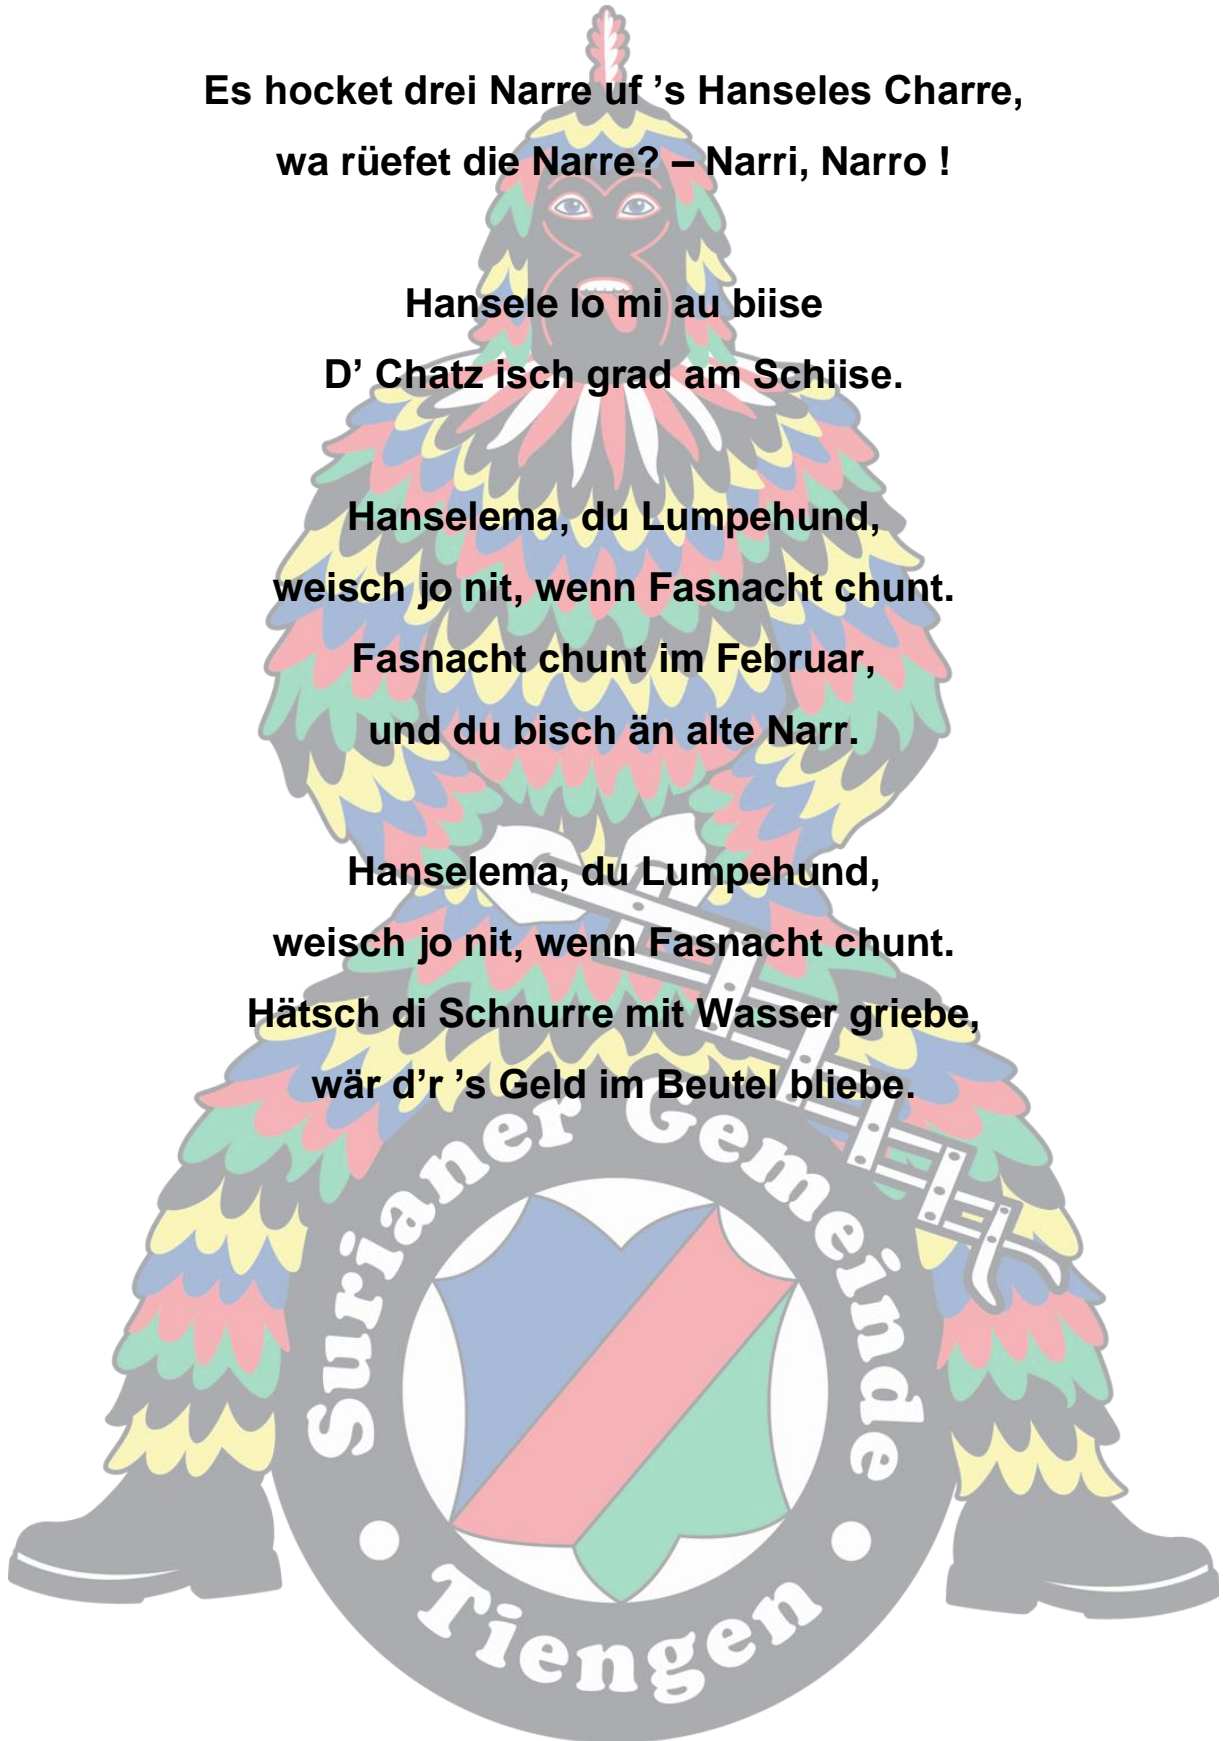 Es hocket drei Narre uf ’s Hanseles Charre,
wa rüefet die Narre? – Narri, Narro !
Hansele lo mi au biise
D’ Chatz isch grad am Schiise.
Hanselema, du Lumpehund,
weisch jo nit, wenn Fasnacht chunt.
Fasnacht chunt im Februar,
und du bisch än alte Narr.
Hanselema, du Lumpehund,
weisch jo nit, wenn Fasnacht chunt.
Hätsch di Schnurre mit Wasser griebe,
wär d’r ’s Geld im Beutel bliebe.
Surianer Gemeinde
• Tiengen •